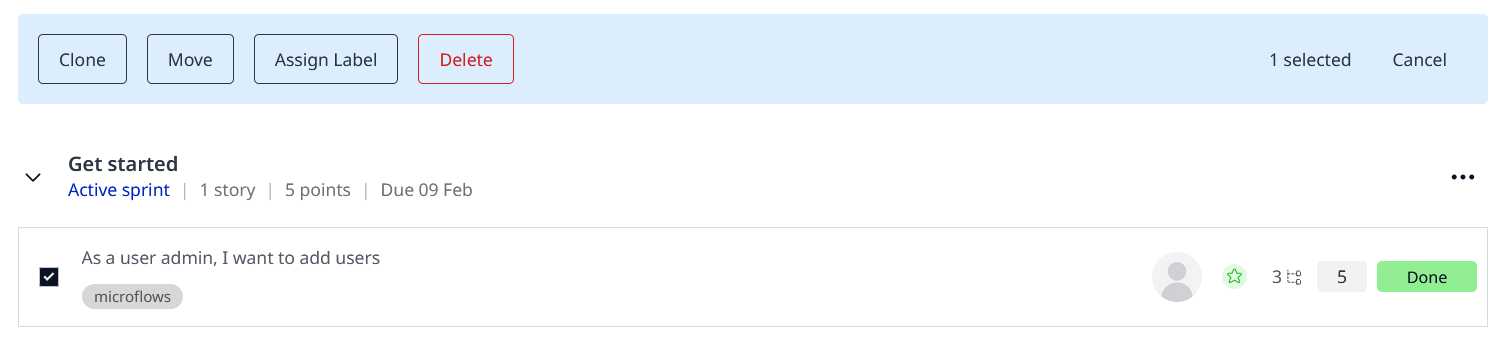 Clone Move Assign Label Delete 1 selected Cancel
Get started
Active sprint | 1 story | 5 points | Due 09 Feb
As a user admin, I want to add users
microflows
3 5 Done